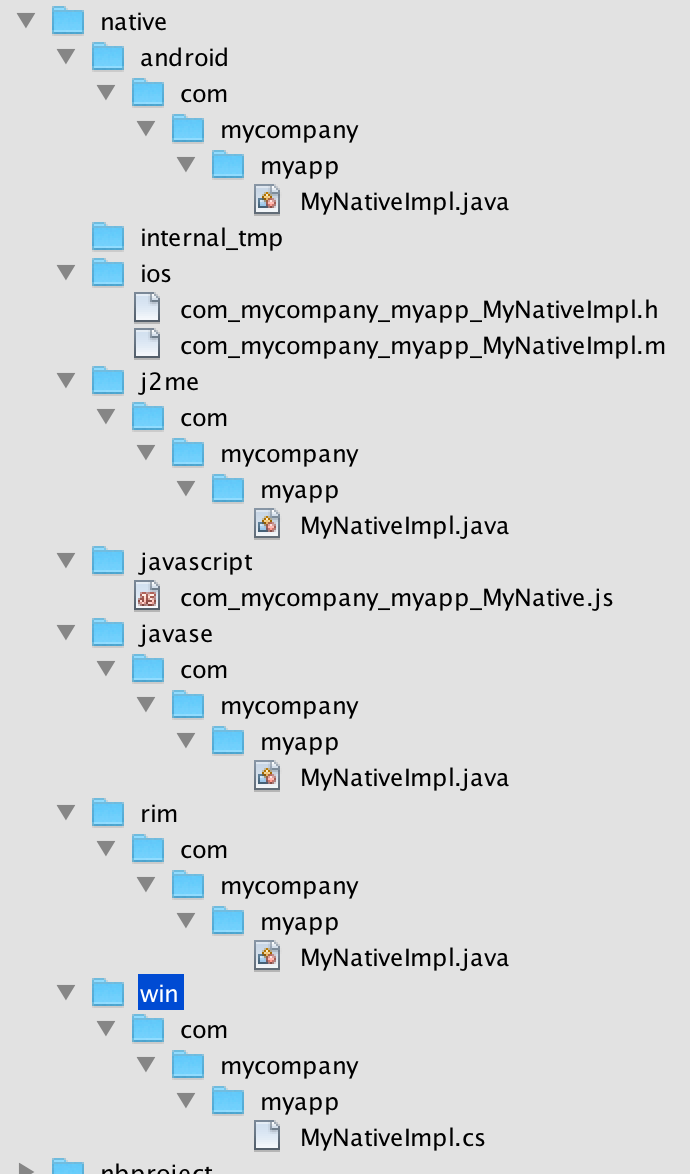 native
android
com
mycompany
myapp
MyNativeImpl.java
internal_tmp
ios
com_mycompany_myapp_MyNativeImpl.h
com_mycompany_myapp_MyNativeImpl.m
j2me
com
mycompany
myapp
MyNativeImpl.java
javascript
JS com_mycompany_myapp_MyNative.js
javase
com
mycompany
myapp
MyNativeImpl.java
rim
com
mycompany
myapp
MyNativeImpl.java
win
com
mycompany
myapp
MyNativeImpl.cs
nbproject